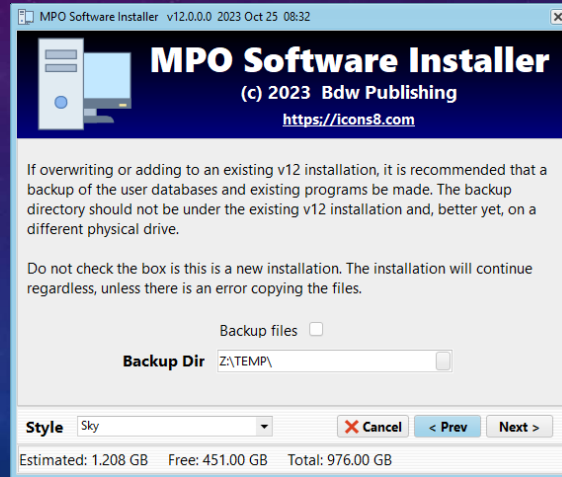 MPO Software Installer v12.0.0.0 2023 Oct 25 08:32
MPO Software Installer
(c) 2023 Bdw Publishing
https://icons8.com
If overwriting or adding to an existing v12 installation, it is recommended that a
backup of the user databases and existing programs be made. The backup
directory should not be under the existing v12 installation and, better yet, on a
different physical drive.
Do not check the box is this is a new installation. The installation will continue
regardless, unless there is an error copying the files.
Backup files
Backup Dir Z:\TEMP\
Style Sky Cancel < Prev Next >
Estimated: 1.208 GB Free: 451.00 GB Total: 976.00 GB